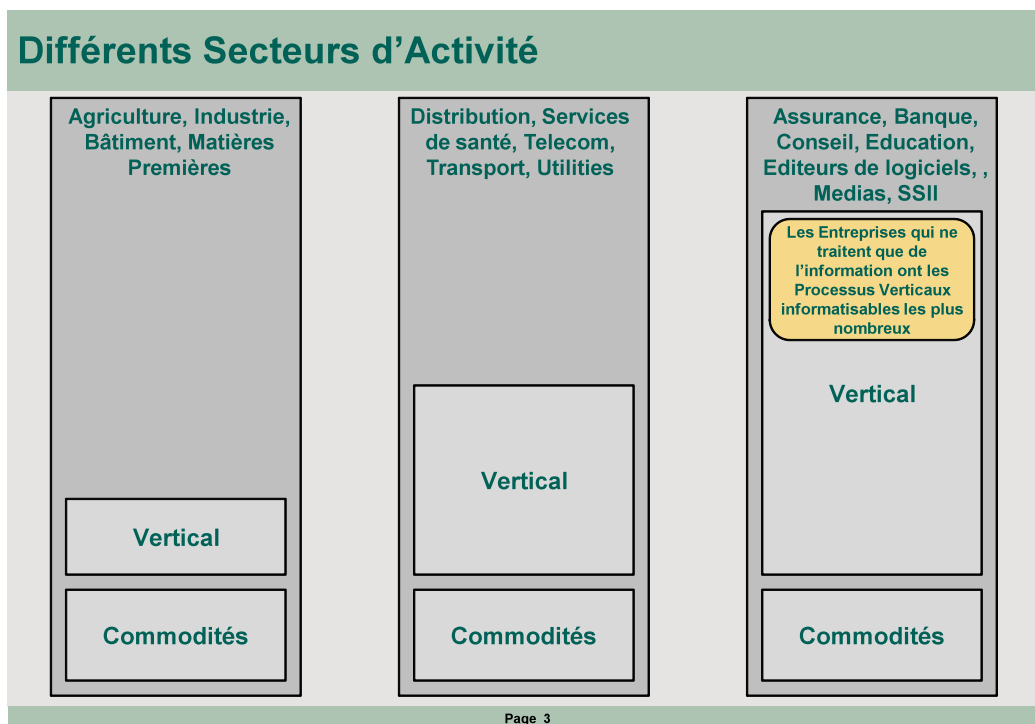 Différents Secteurs d’Activité
Agriculture, Industrie,
Bâtiment, Matières
Premières
Vertical
Commodités
Distribution, Services
de santé, Telecom,
Transport, Utilities
Vertical
Commodités
Assurance, Banque,
Conseil, Education,
Editeurs de logiciels, ,
Medias, SSII
Les Entreprises qui ne
traitent que de
l’information ont les
Processus Verticaux
informatisables les plus
nombreux
Vertical
Commodités
Page 3